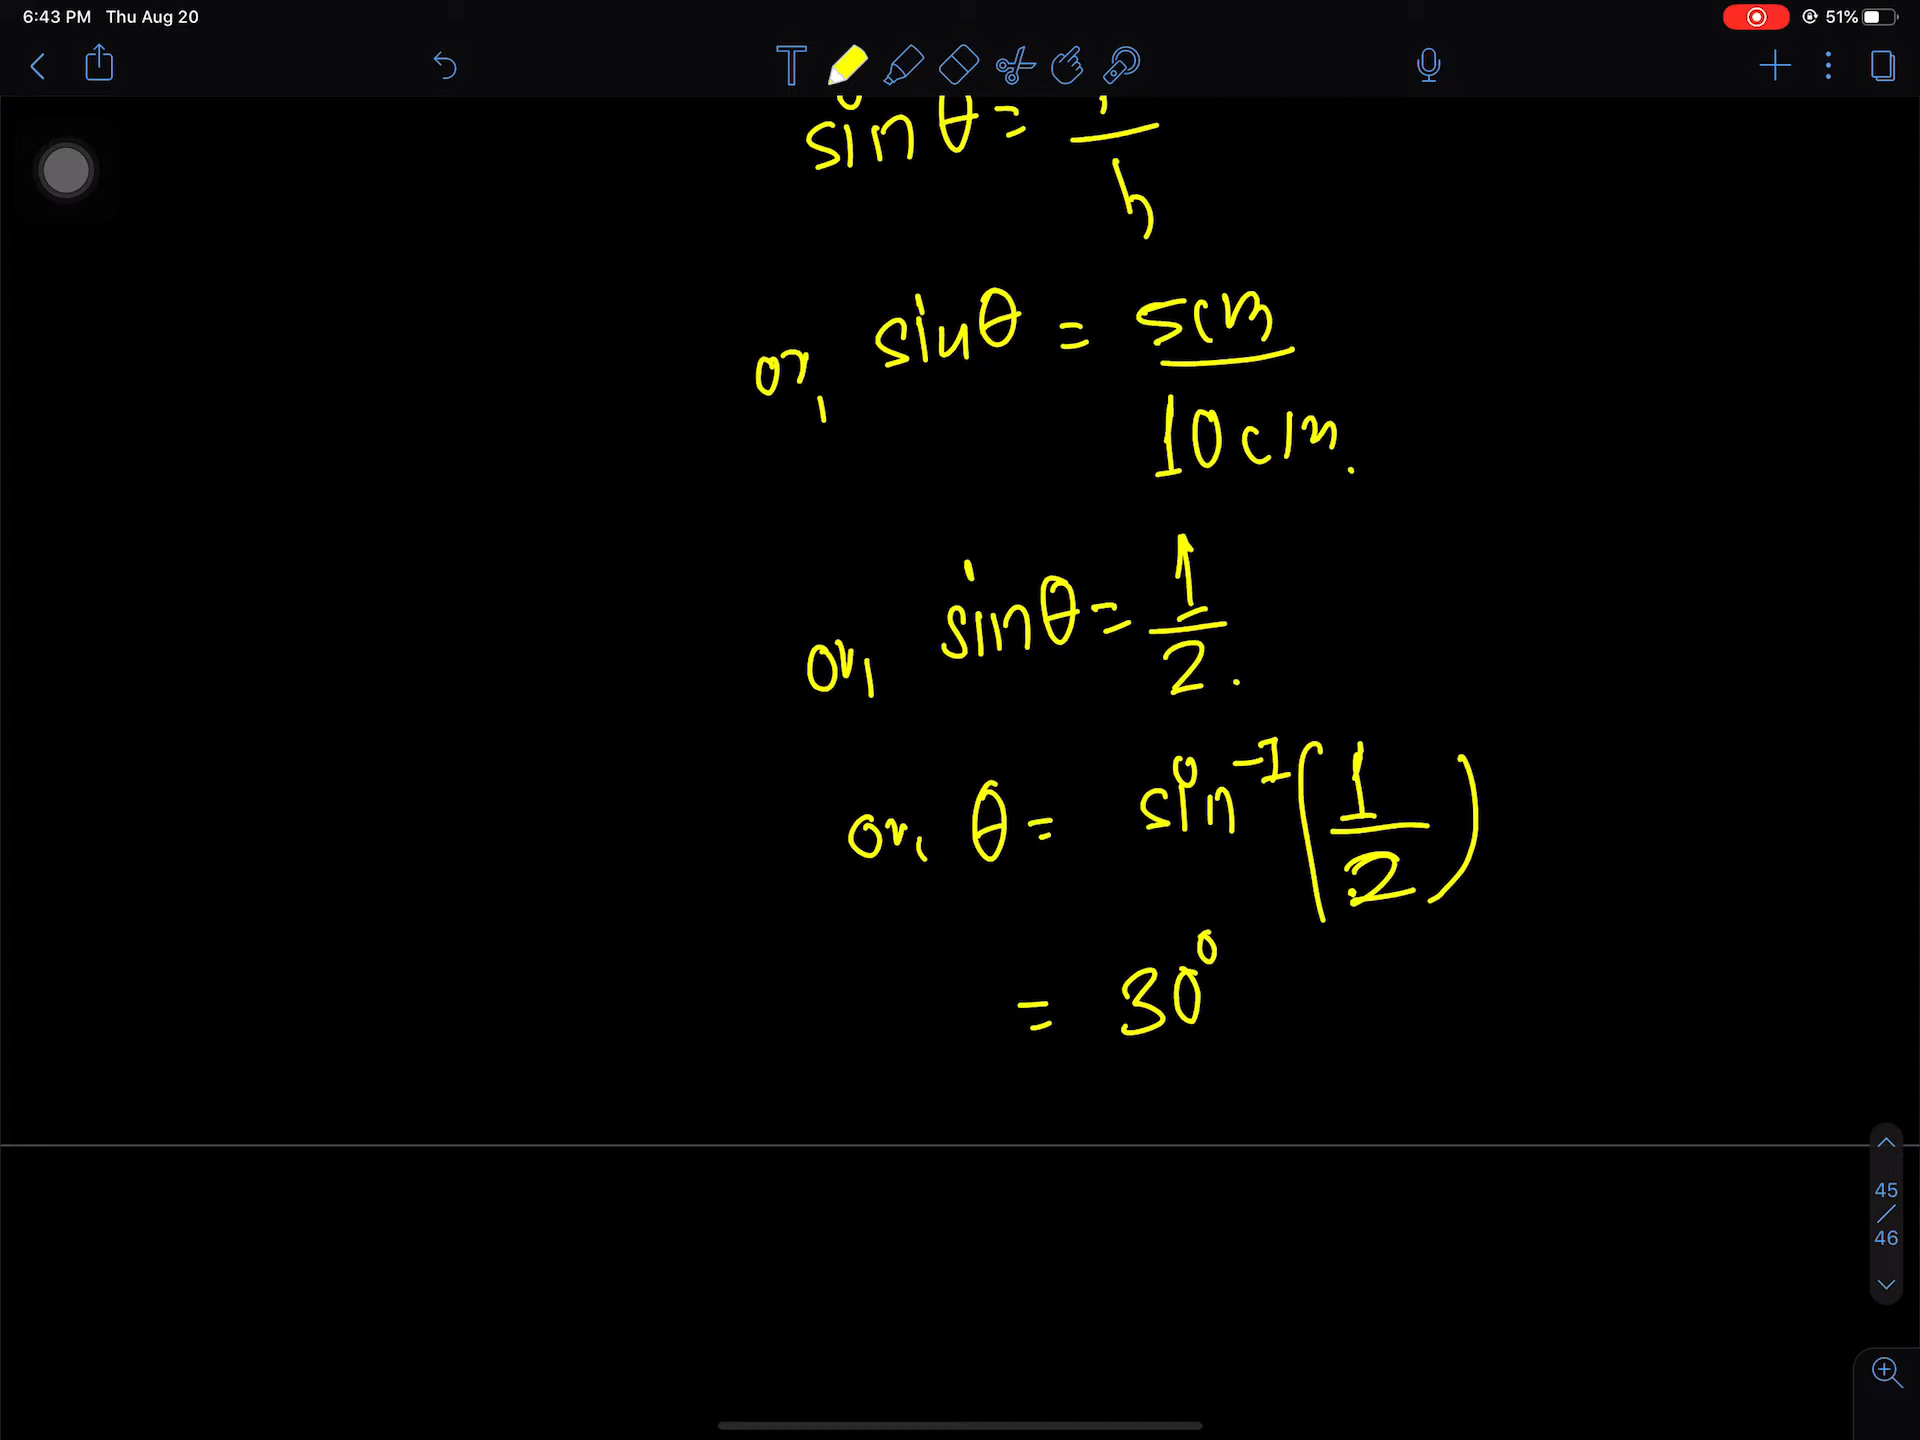 6:43 PM Thu Aug 20
51%
sin θ =
h
or, sinθ = 5cm
10cm.
or, sinθ = 1
2.
or, θ = sin⁻¹(1
2)
= 30⁰
45
/
46